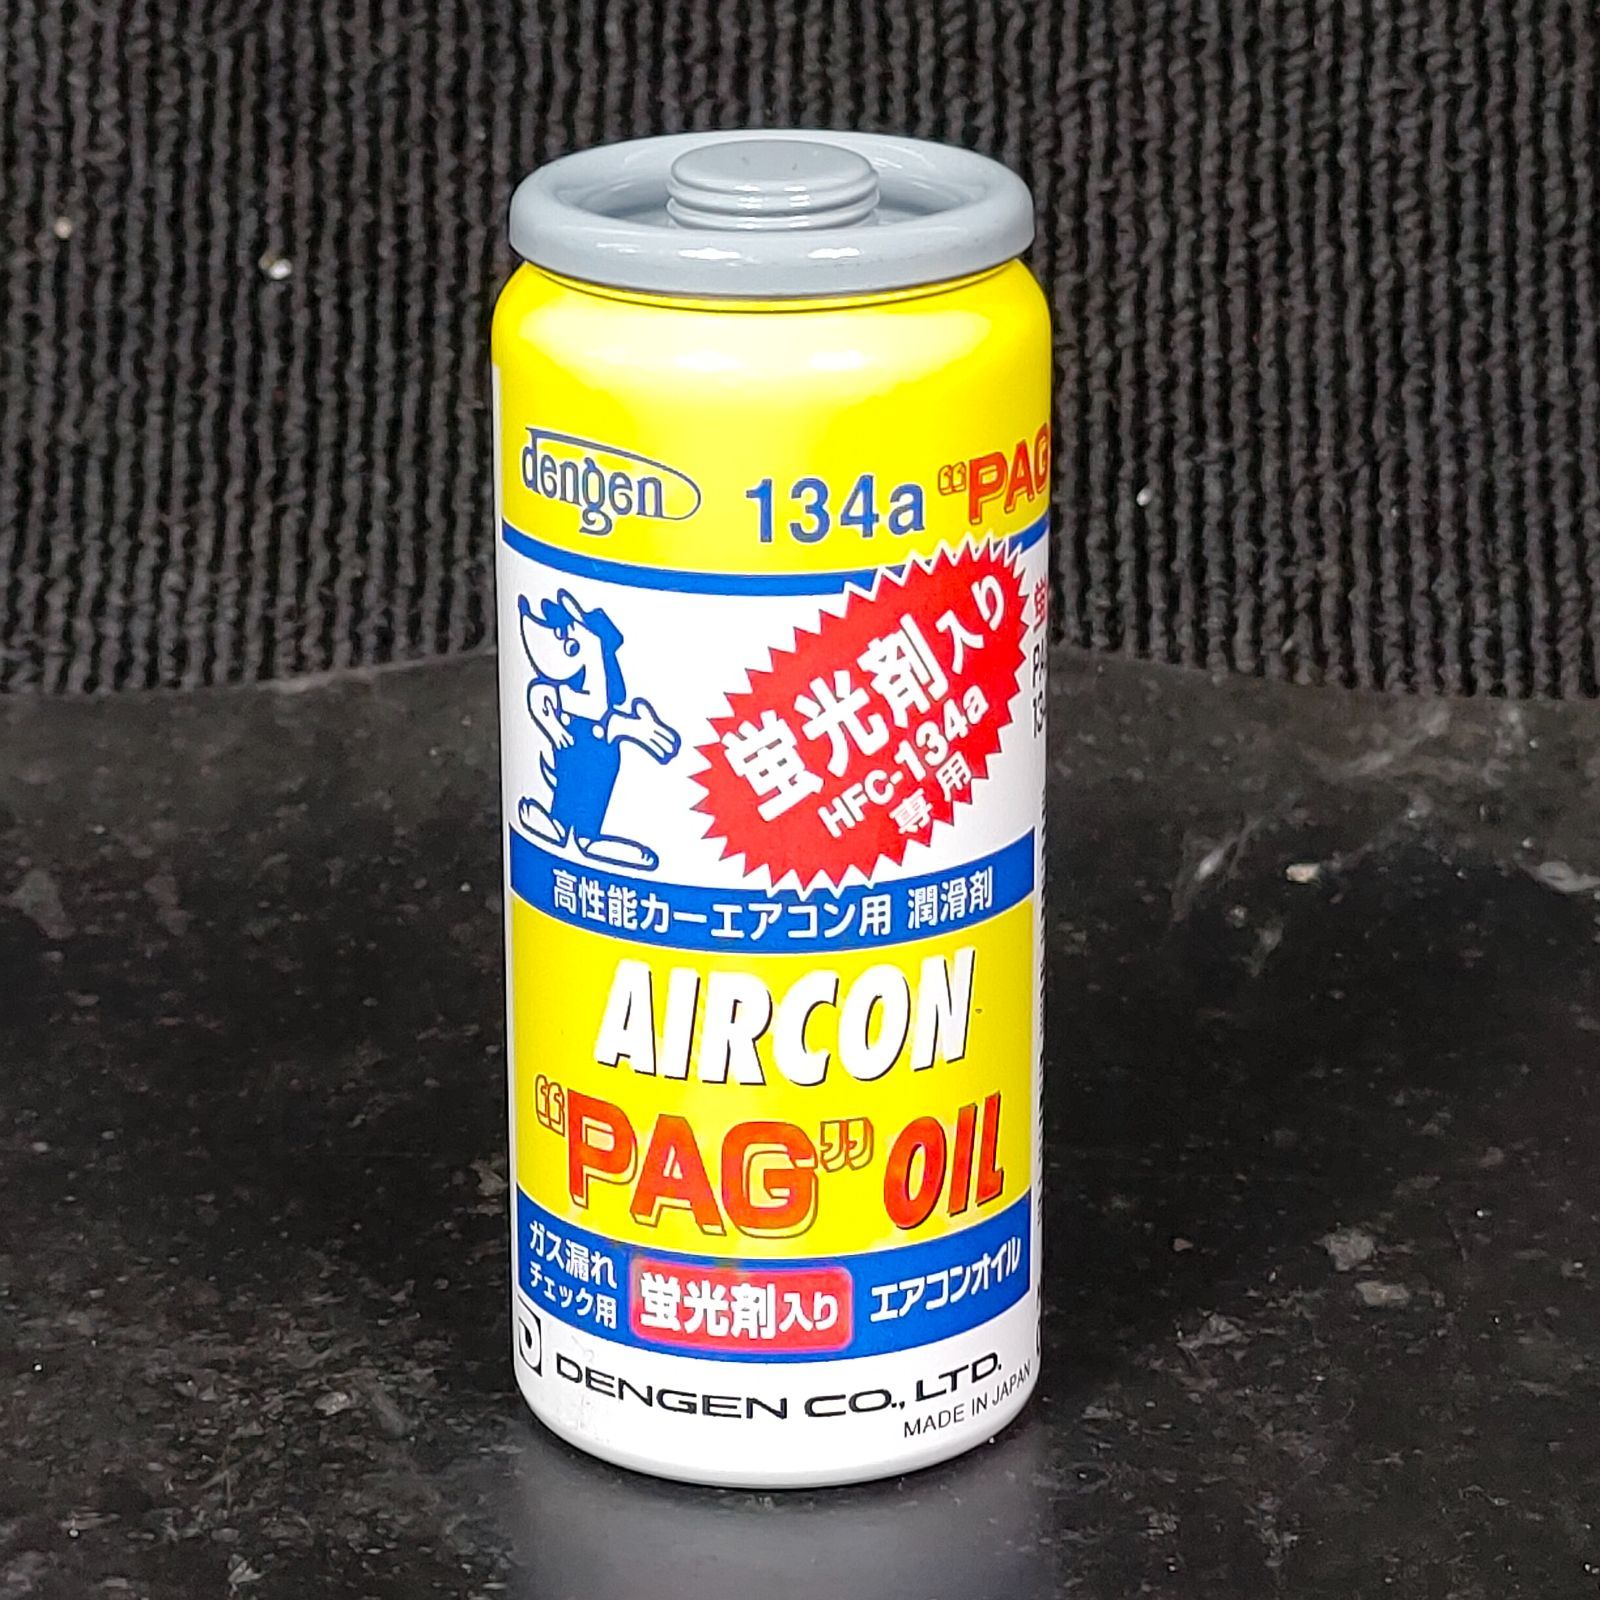 dengen
134a "PAG
蛍光剤入り
HFC-134a
専用
高性能カーエアコン用 潤滑剤
AIRCON
"PAG" OIL
ガス漏れ
チェック用
蛍光剤入り
エアコンオイル
DENGEN CO., LTD.
MADE IN JAPAN